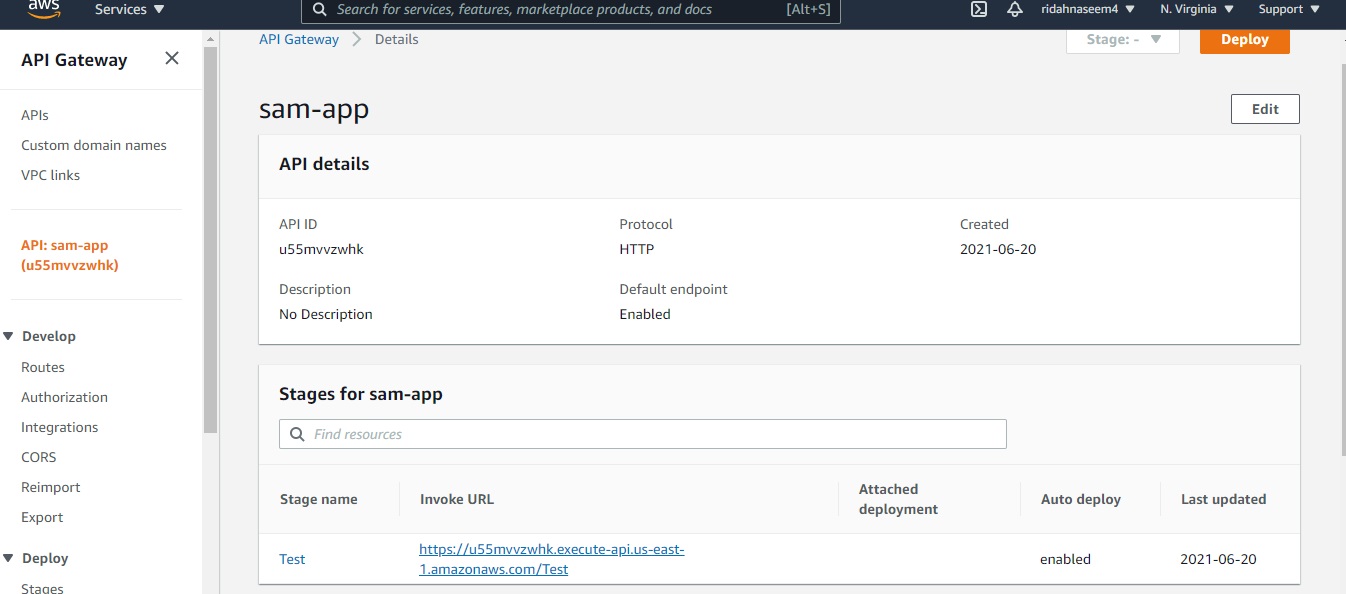 aws
Services
Search for services, features, marketplace products, and docs
[Alt+S]
ridahnaseem4
N. Virginia
Support
API Gateway
APIs
Custom domain names
VPC links
API: sam-app
(u55mvvzwhk)
Develop
Routes
Authorization
Integrations
CORS
Reimport
Export
Deploy
Stages
API Gateway
Details
Stage: -
Deploy
sam-app
Edit
API details
API ID
u55mvvzwhk
Protocol
HTTP
Created
2021-06-20
Description
No Description
Default endpoint
Enabled
Stages for sam-app
Find resources
Stage name
Invoke URL
Attached
deployment
Auto deploy
Last updated
Test
https://u55mvvzwhk.execute-api.us-east-
1.amazonaws.com/Test
enabled
2021-06-20